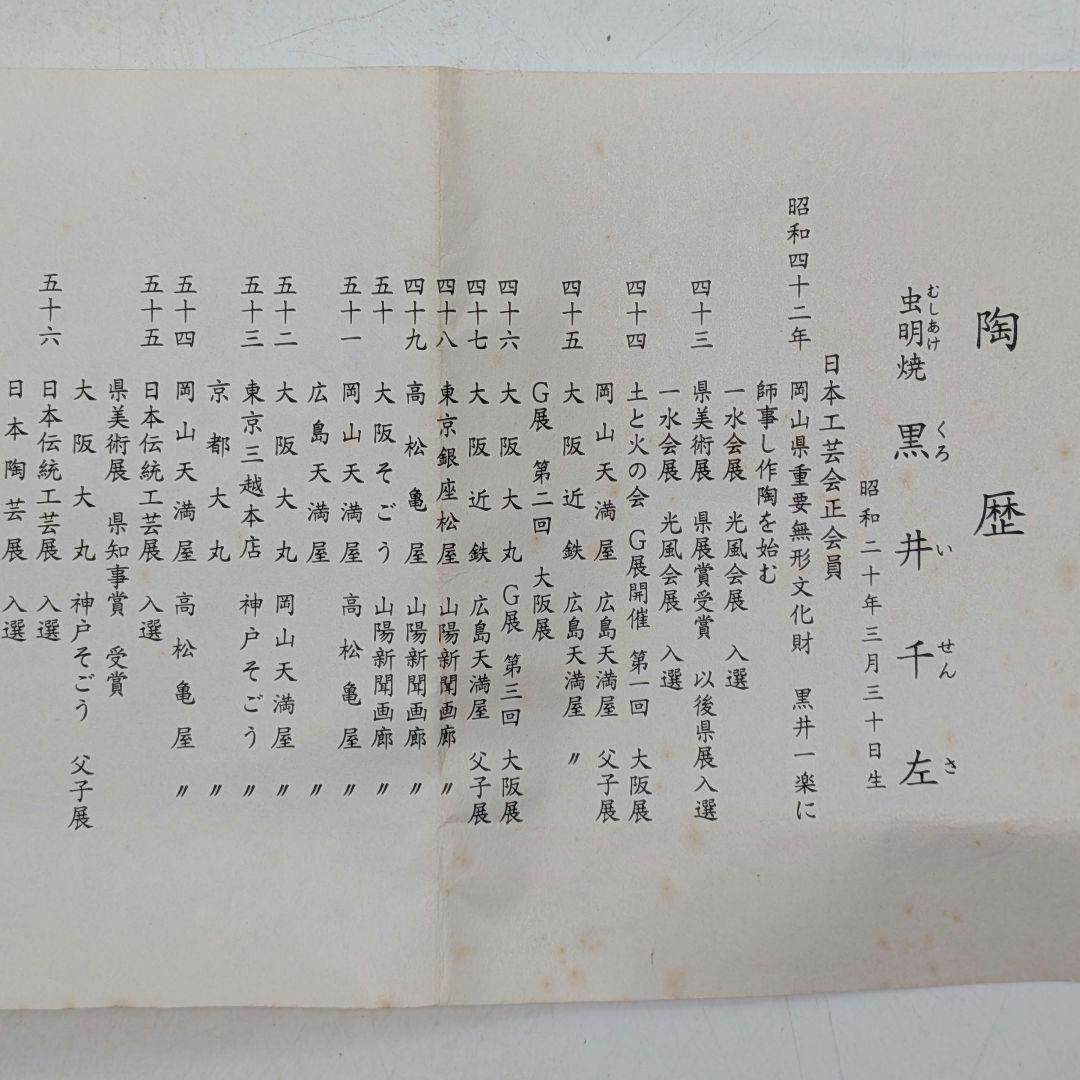 陶歴
虫明焼 黒井千左
むしあけ くろ い せん さ
昭和二十年三月三十日生
日本工芸会正会員
昭和四十二年 岡山県重要無形文化財 黒井一楽に
師事し作陶を始む
一水会展 光風会展 入選
四十三 県美術展 県展賞受賞 以後県展入選
一水会展 光風会展 入選
四十四 土と火の会 G展開催 第一回 大阪展
岡山天満屋 広島天満屋 父子展
四十五 大阪近鉄 広島天満屋 〃
G展 第二回 大阪展
四十六 大阪大丸 G展 第三回 大阪展
四十七 大阪近鉄 広島天満屋 父子展
四十八 東京銀座松屋 山陽新聞画廊 〃
四十九 高松亀屋 山陽新聞画廊 〃
五十 大阪そごう 山陽新聞画廊 〃
五十一 岡山天満屋 高松亀屋 〃
広島天満屋 〃
五十二 大阪大丸 岡山天満屋 〃
五十三 東京三越本店 神戸そごう 〃
京都大丸 〃
五十四 岡山天満屋 高松亀屋 〃
五十五 日本伝統工芸展 入選
県美術展 県知事賞 受賞
大阪大丸 神戸そごう 父子展
五十六 日本伝統工芸展 入選
日本陶芸展 入選